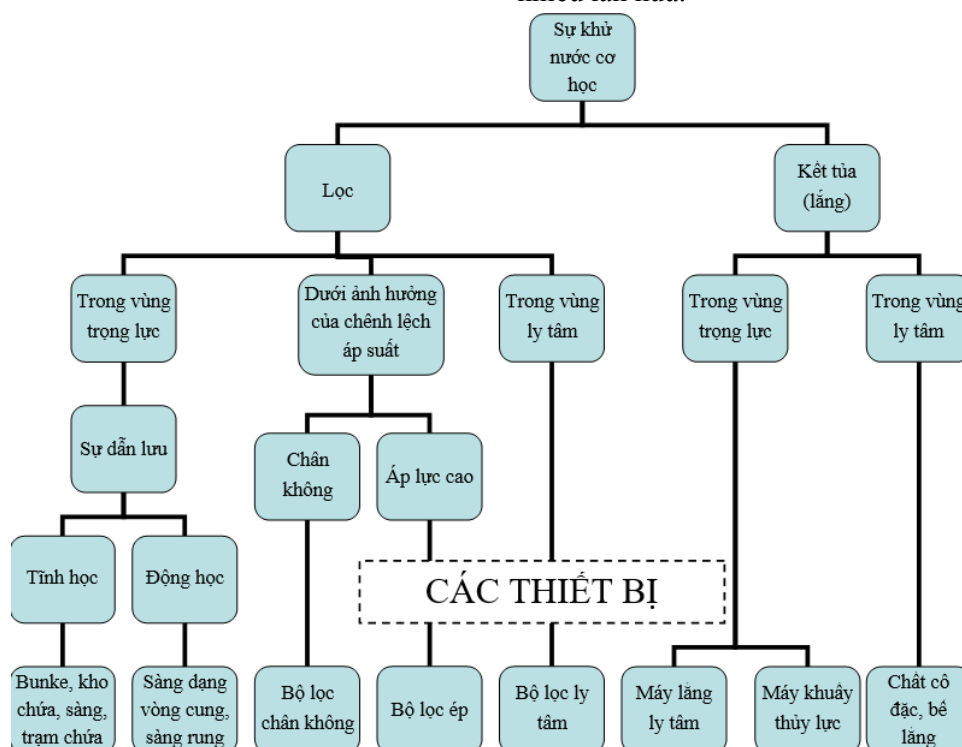 Sự khử
nước cơ
học
Lọc
Kết tủa
(lắng)
Trong vùng
trọng lực
Dưới ảnh hưởng
của chênh lệch
áp suất
Trong vùng
ly tâm
Trong vùng
trọng lực
Trong vùng
ly tâm
Sự dẫn lưu
Chân
không
Áp lực cao
Tĩnh học
Động học
CÁC THIẾT BỊ
Bunke, kho
chứa, sàng,
trạm chứa
Sàng dạng
vòng cung,
sàng rung
Bộ lọc
chân không
Bộ lọc ép
Bộ lọc ly
tâm
Máy lắng
ly tâm
Máy khuấy
thủy lực
Chất cô
đặc, bể
lắng